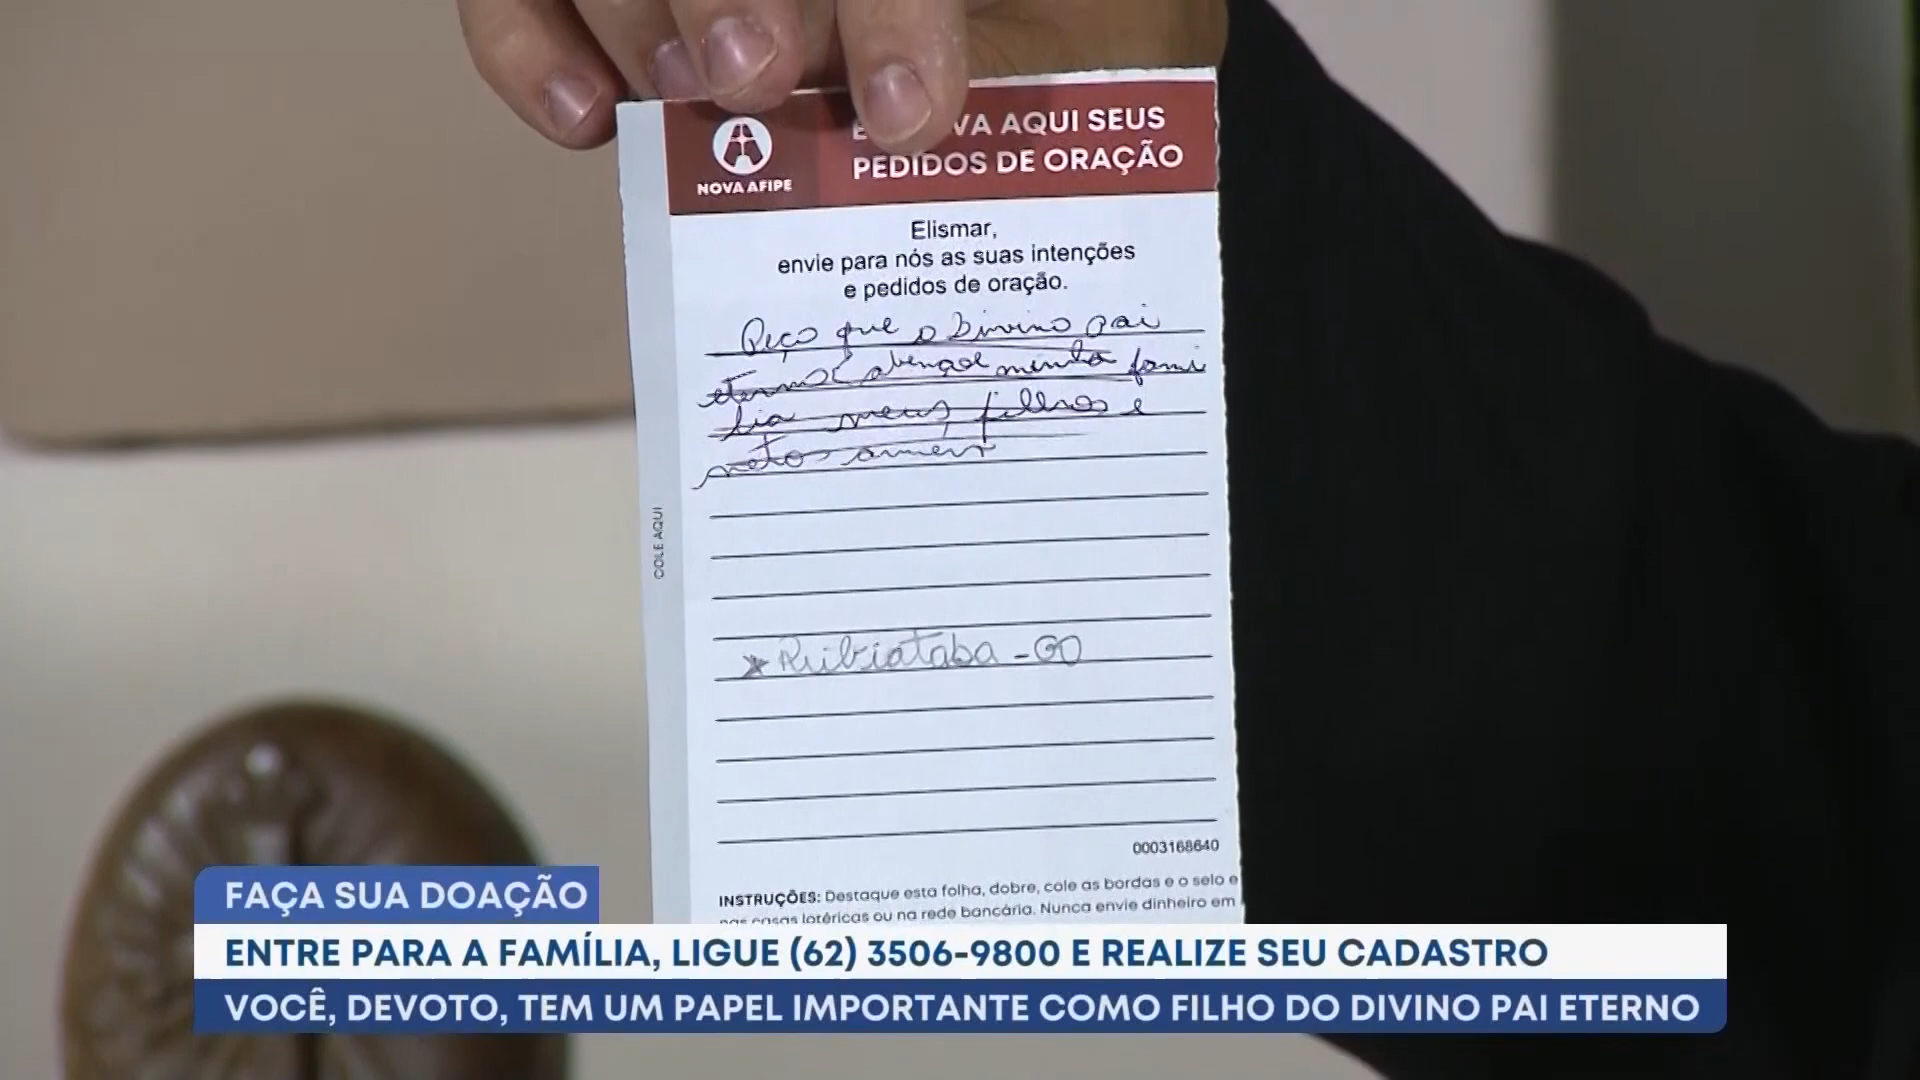 NOVA AFIPE
VA AQUI SEUS
PEDIDOS DE ORAÇÃO
Elismar,
envie para nós as suas intenções
e pedidos de oração.
Peço que o Divino pai
eterno abençoe minha fami
lia meus filhos e
neto amem
COLE AQUI
Rubiataba - GO
0003168640
INSTRUÇÕES: Destaque esta folha, dobre, cole as bordas e o selo e
nas casas lotéricas ou na rede bancária. Nunca envie dinheiro em
FAÇA SUA DOAÇÃO
ENTRE PARA A FAMÍLIA, LIGUE (62) 3506-9800 E REALIZE SEU CADASTRO
VOCÊ, DEVOTO, TEM UM PAPEL IMPORTANTE COMO FILHO DO DIVINO PAI ETERNO